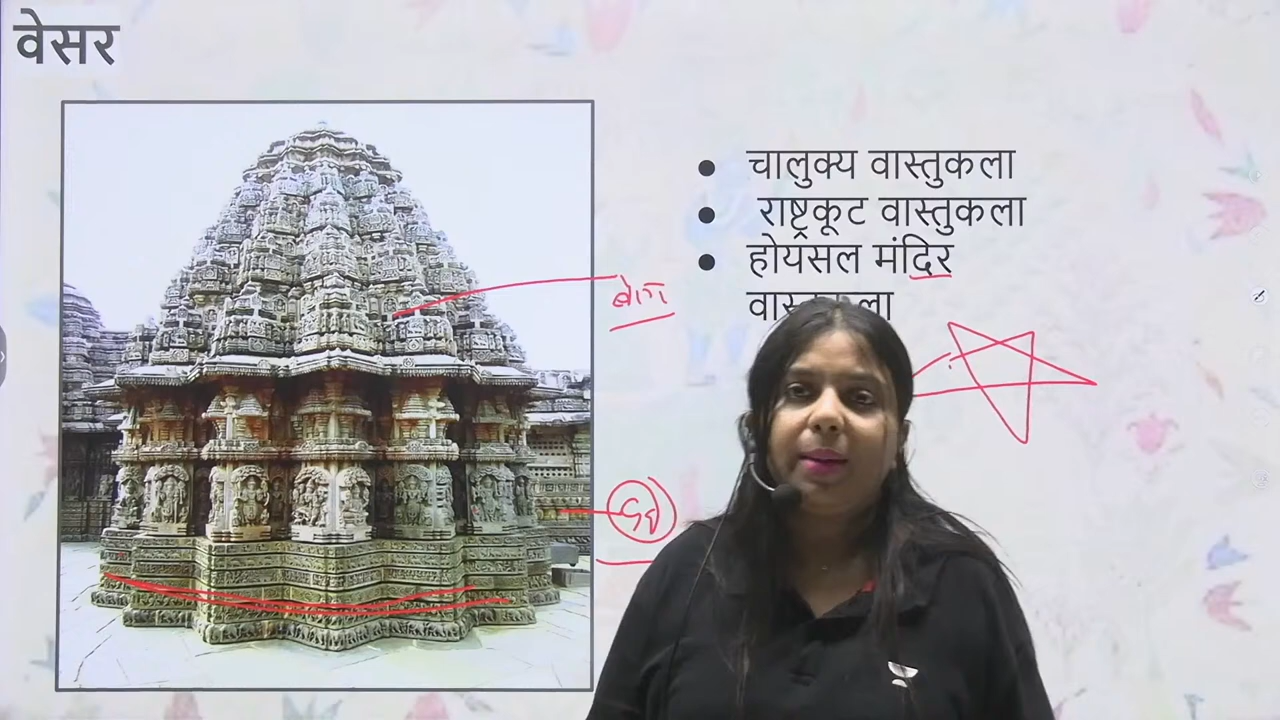 वेसर
● चालुक्य वास्तुकला
● राष्ट्रकूट वास्तुकला
● होयसल मंदिर